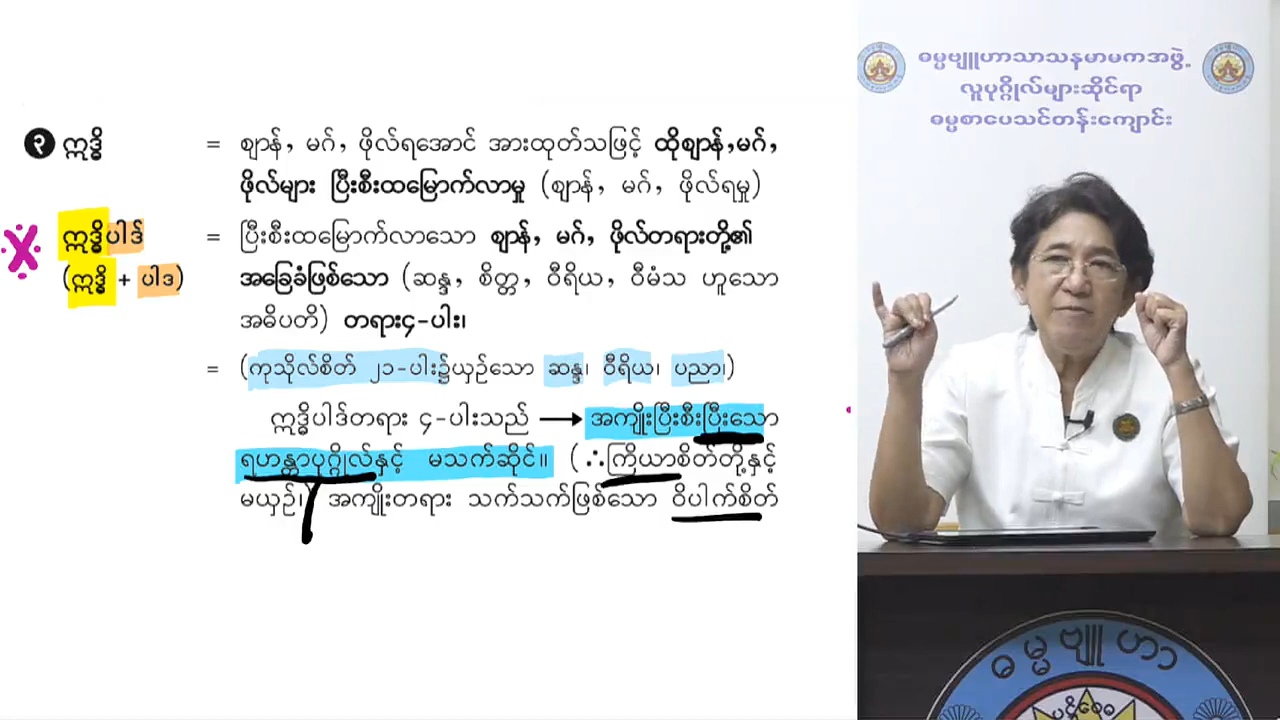 ၃ ဣဒ္ဓိ = ဈာန်, မဂ်, ဖိုလ်ရအောင် အားထုတ်သဖြင့် ထိုဈာန်,မဂ်,
ဖိုလ်များ ပြီးစီးထမြောက်လာမှု (ဈာန်, မဂ်, ဖိုလ်ရမှု)
ဣဒ္ဓိပါဒ် = ပြီးစီးထမြောက်လာသော ဈာန်, မဂ်, ဖိုလ်တရားတို့၏
(ဣဒ္ဓိ + ပါဒ) အခြေခံဖြစ်သော (ဆန္ဒ, စိတ္တ, ဝီရိယ, ဝီမံသ ဟူသော
အဓိပတိ) တရား၄-ပါး၊
= (ကုသိုလ်စိတ် ၂၁-ပါး၌ယှဉ်သော ဆန္ဒ၊ ဝီရိယ၊ ပညာ၊)
ဣဒ္ဓိပါဒ်တရား ၄-ပါးသည် → အကျိုးပြီးစီးပြီးသော
ရဟန္တာပုဂ္ဂိုလ်နှင့် မသက်ဆိုင်။ (∴ကြိယာစိတ်တို့နှင့်
မယှဉ်၊ အကျိုးတရား သက်သက်ဖြစ်သော ဝိပါက်စိတ်
ဓမ္မဗျူဟာသာသနမာမကအဖွဲ့
လူပုဂ္ဂိုလ်များဆိုင်ရာ
ဓမ္မစာပေသင်တန်းကျောင်း
ဓမ္မဗျူဟာ
ပဋိဝေဓ